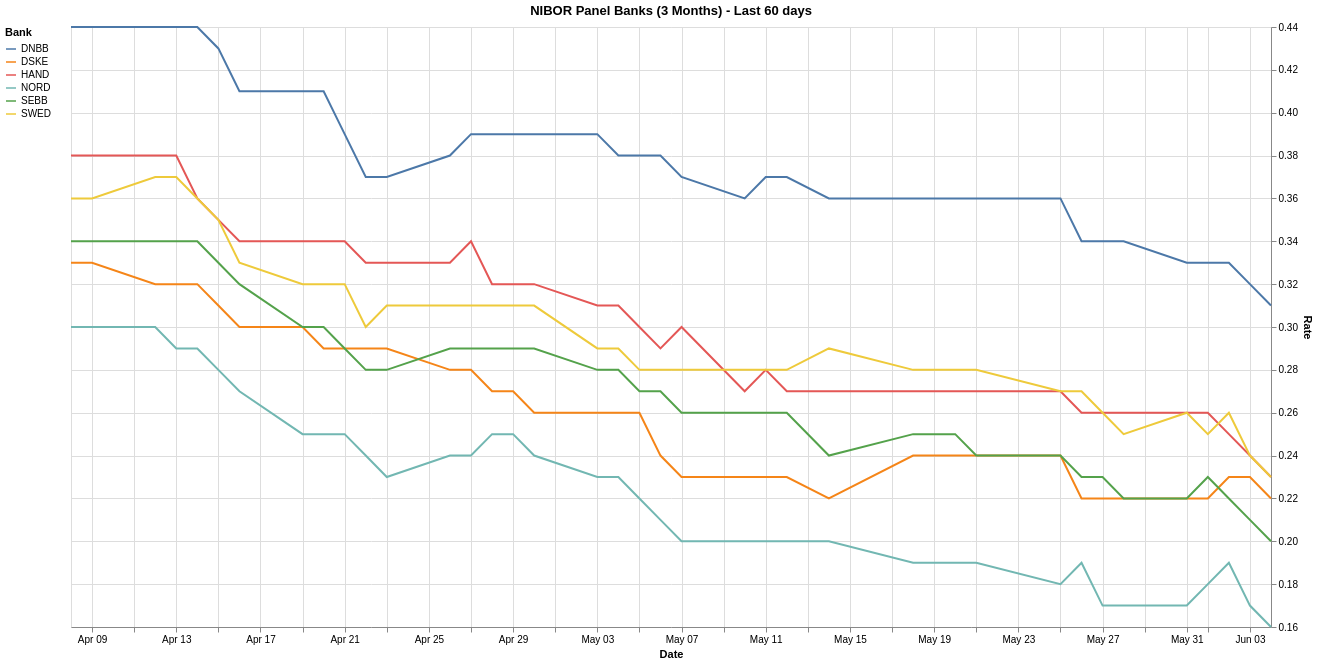 NIBOR Panel Banks (3 Months) - Last 60 days
Bank
DNBB
DSKE
HAND
NORD
SEBB
SWED
0.44
0.42
0.40
0.38
0.36
0.34
0.32
0.30
0.28
0.26
0.24
0.22
0.20
0.18
0.16
Rate
Apr 09 Apr 13 Apr 17 Apr 21 Apr 25 Apr 29 May 03 May 07 May 11 May 15 May 19 May 23 May 27 May 31 Jun 03
Date